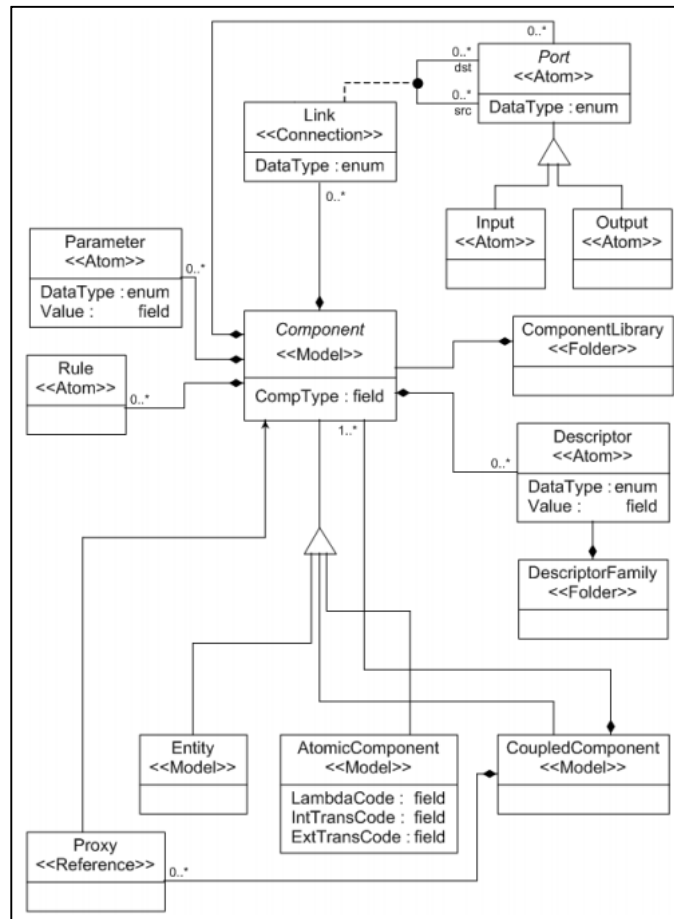 0..*
Port
<<Atom>>
DataType : enum
0..*
dst
0..*
src
Link
<<Connection>>
DataType : enum
0..*
Input
<<Atom>>
Output
<<Atom>>
Parameter
<<Atom>>
DataType : enum
Value : field
0..*
Component
<<Model>>
CompType : field
ComponentLibrary
<<Folder>>
Rule
<<Atom>>
0..*
1..*
Descriptor
<<Atom>>
DataType : enum
Value : field
0..*
DescriptorFamily
<<Folder>>
Entity
<<Model>>
AtomicComponent
<<Model>>
LambdaCode : field
IntTransCode : field
ExtTransCode : field
CoupledComponent
<<Model>>
Proxy
<<Reference>>
0..*